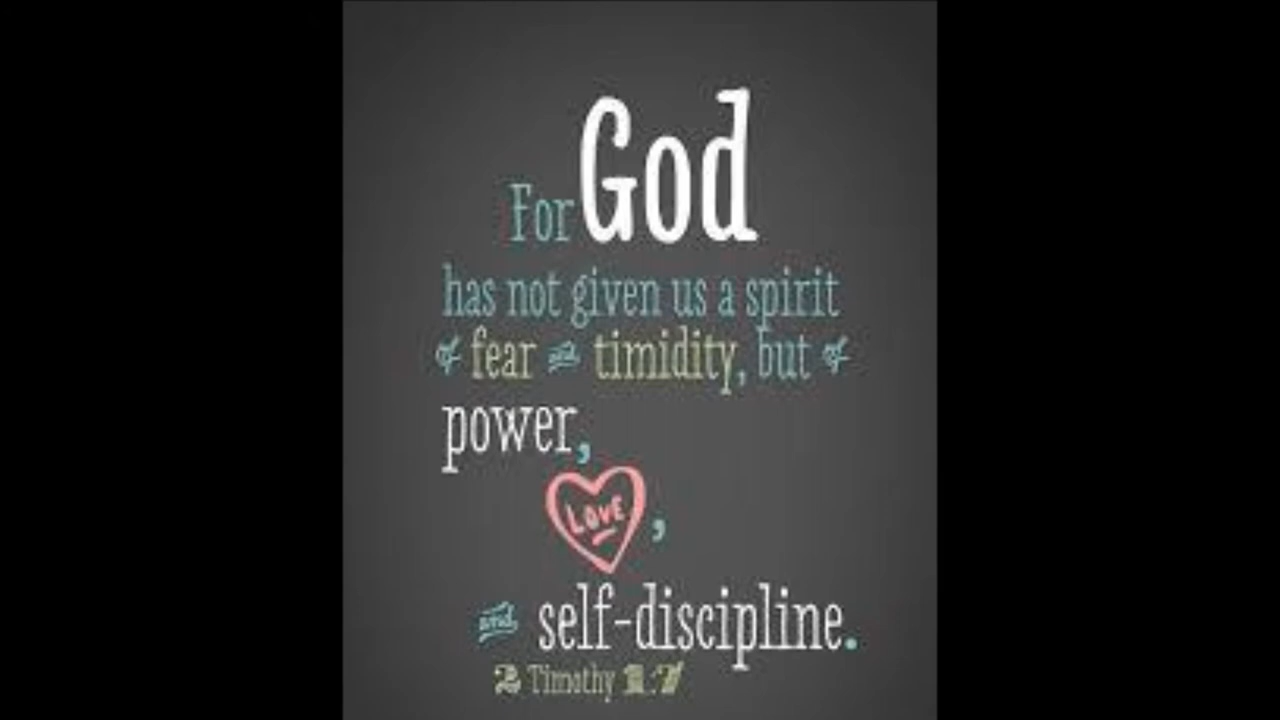 For God
has not given us a spirit
of fear and timidity, but of
power,
LOVE,
and self-discipline.
2 Timothy 1:7